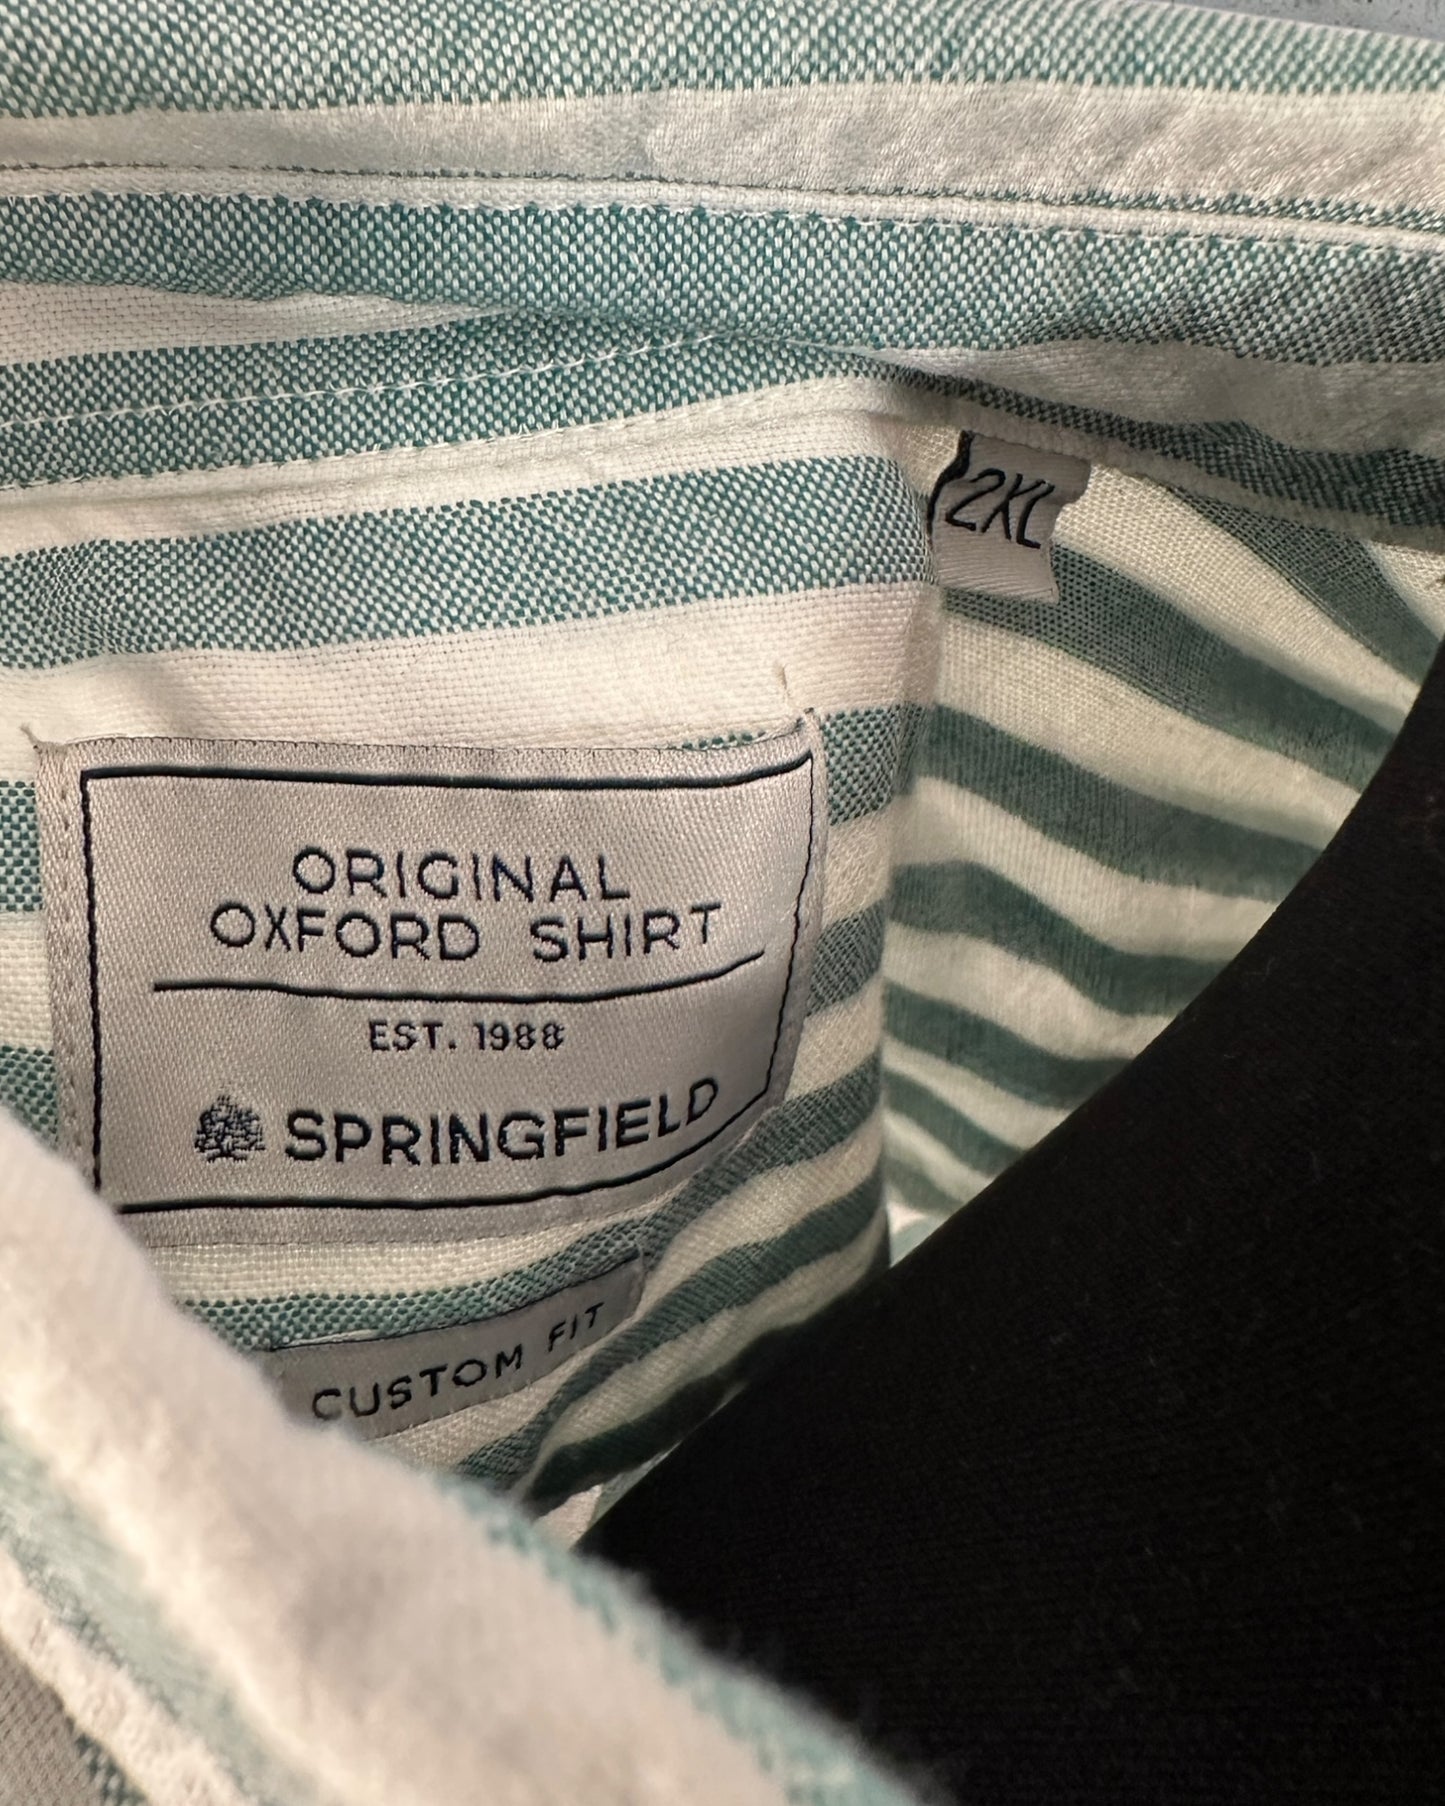 2XL
ORIGINAL
OXFORD SHIRT
EST. 1988
SPRINGFIELD
CUSTOM FIT